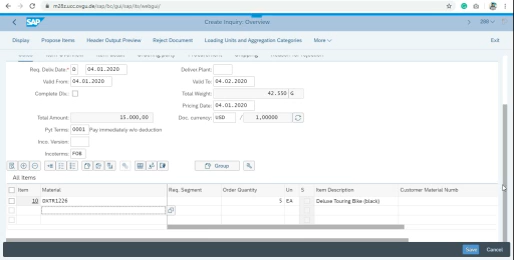 m20z.ucc.ovgu.de/sap/bc/gui/sap/its/webgui/
SAP Create Inquiry: Overview
Display Propose Items Header Output Preview Reject Document Loading Units and Aggregation Categories More Exit
Req. Deliv.Date:* D 04.01.2020 Deliver.Plant:
Valid From: 04.01.2020 Valid To: 04.02.2020
Complete Dlv.: Total Weight: 42.550 G
Pricing Date: 04.01.2020
Total Amount: 15.000,00 Doc. currency: USD / 1,00000
Pyt Terms: 0001 Pay immediately w/o deduction
Inco. Version:
Incoterms: FOB
Group
All Items
Item Material Req. Segment Order Quantity Un S Item Description Customer Material Numb
10 DXTR1226 5 EA Deluxe Touring Bike (black)
Save Cancel